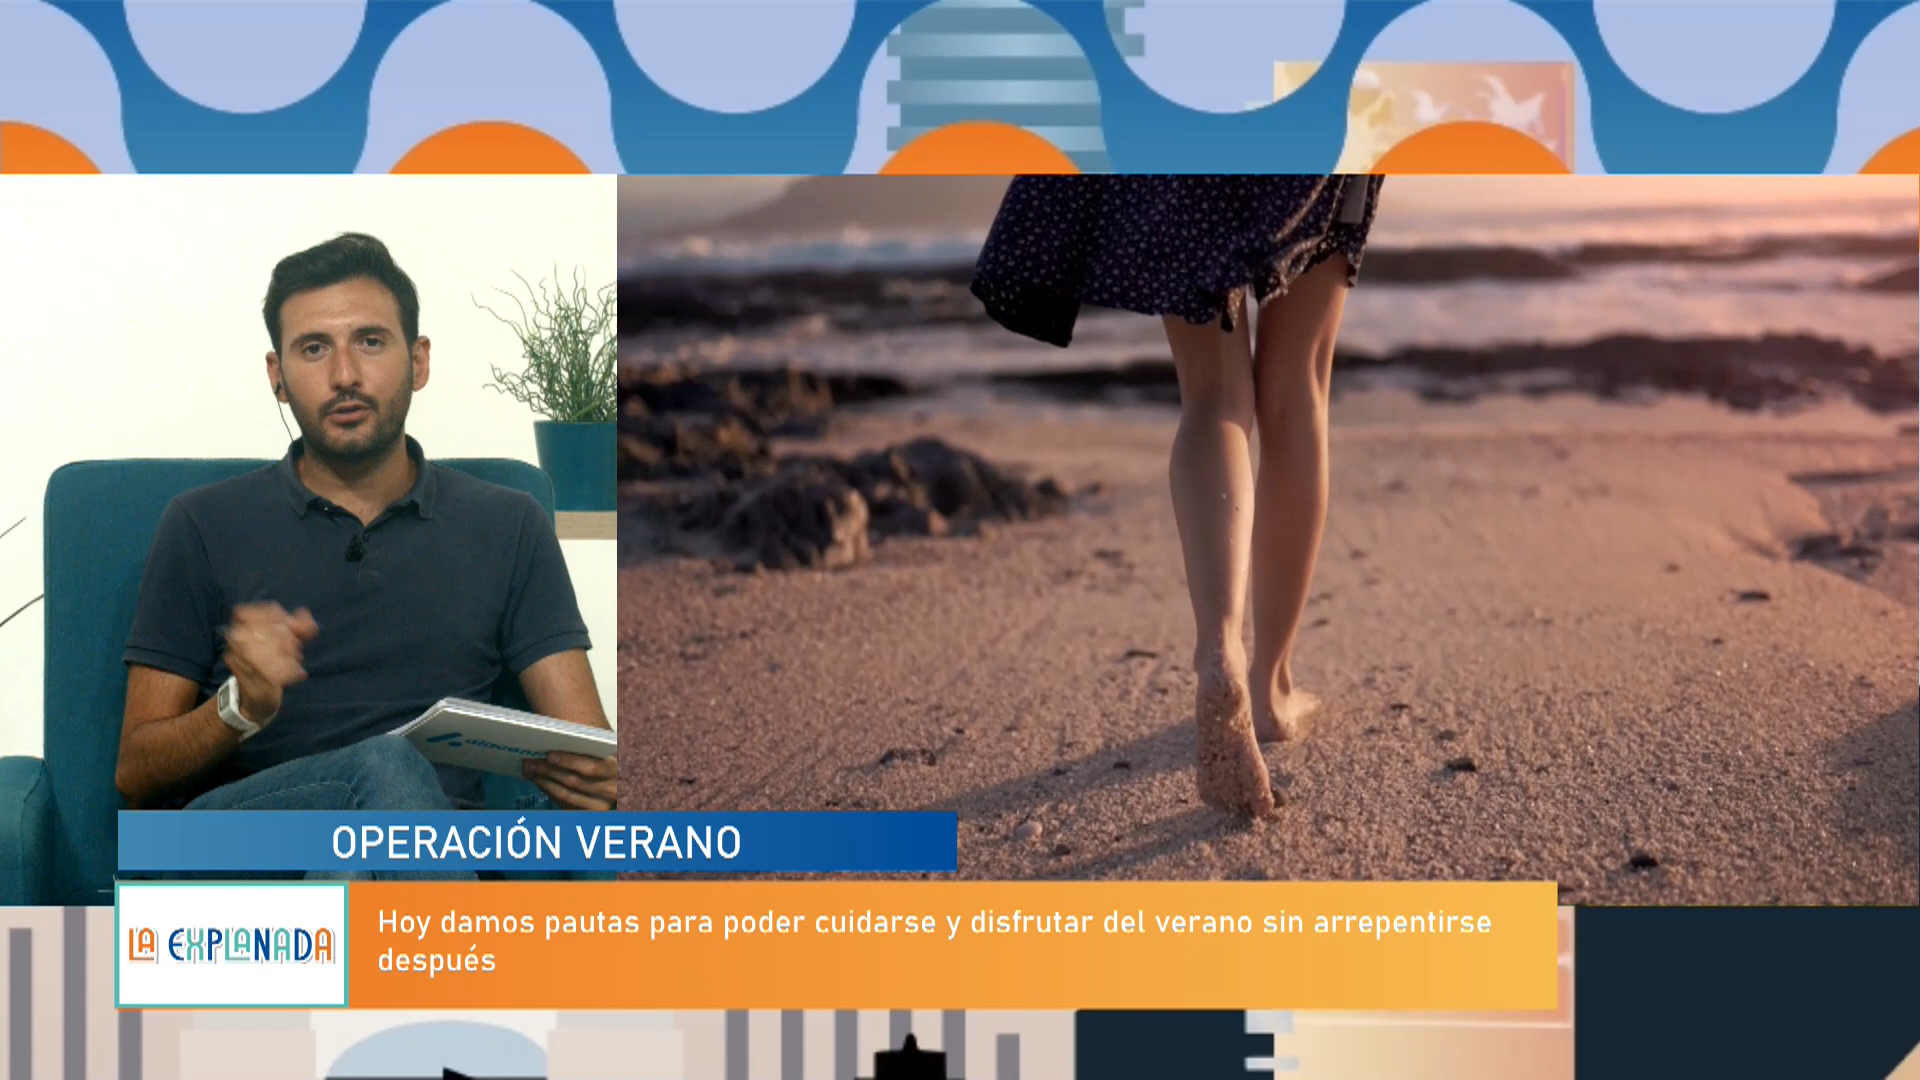 OPERACIÓN VERANO
LA EXPLANADA
Hoy damos pautas para poder cuidarse y disfrutar del verano sin arrepentirse
después